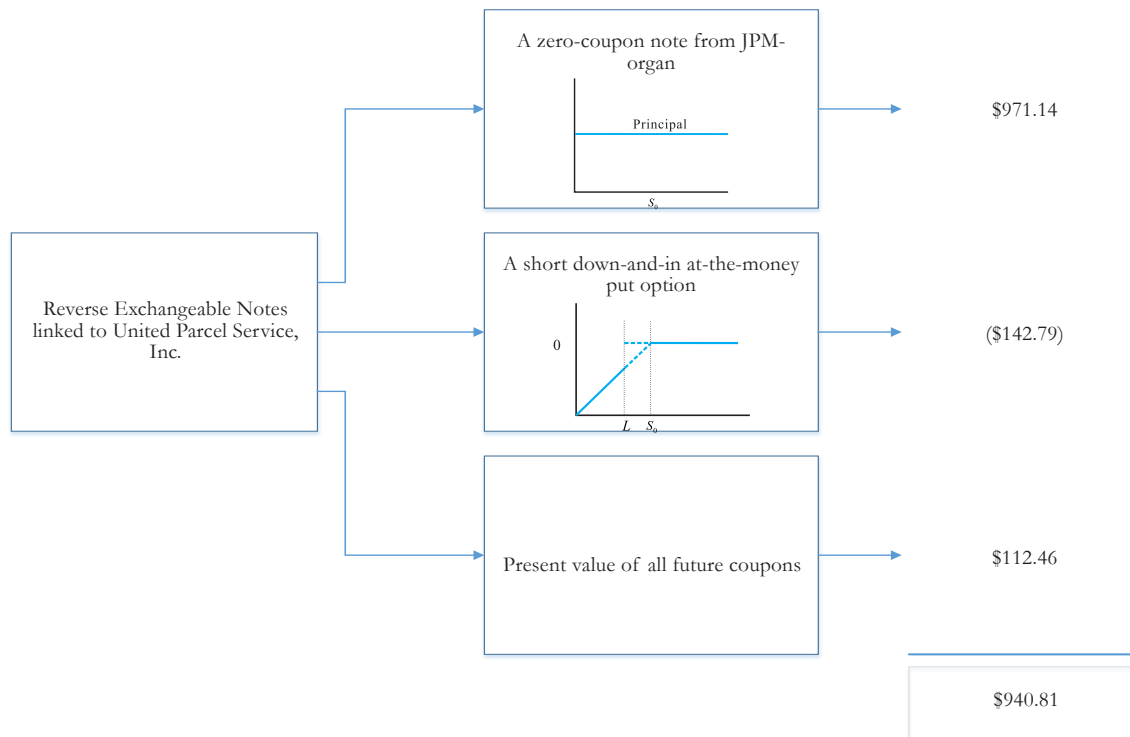 A zero-coupon note from JPM-
organ
Principal
S₀
$971.14
Reverse Exchangeable Notes
linked to United Parcel Service,
Inc.
A short down-and-in at-the-money
put option
0
L S₀
($142.79)
Present value of all future coupons
$112.46
$940.81